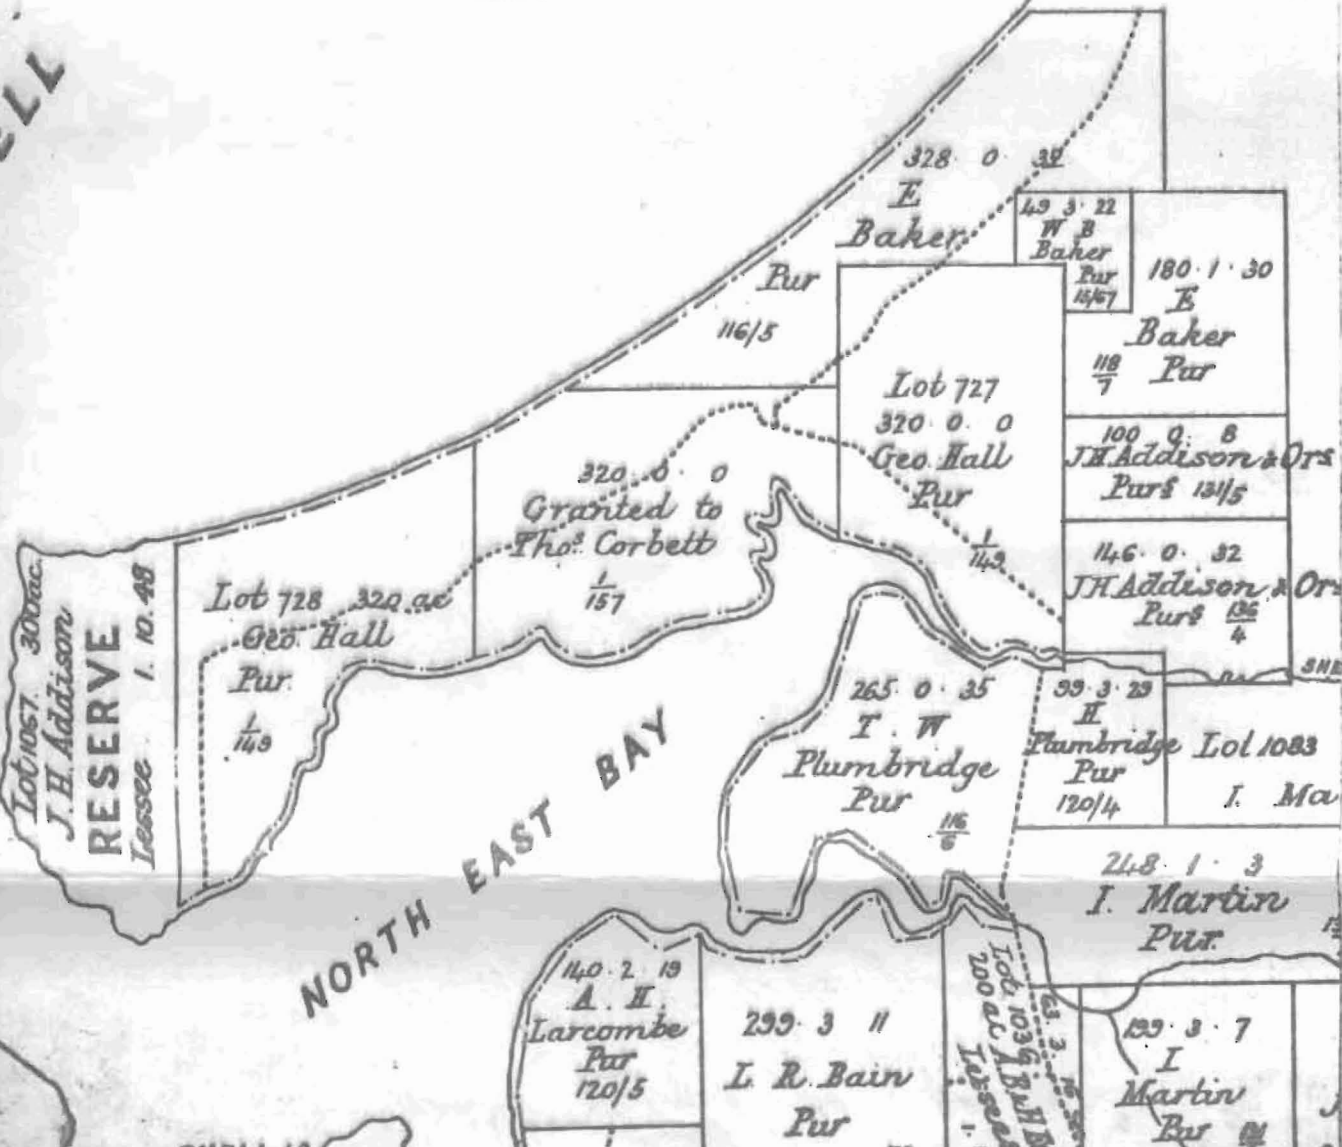 ELL
328. 0. 39
E
Baker
Pur
116/5
49 3. 22
W B
Baker
Pur
15/67
180. 1. 30
E
Baker
118/7 Pur
Lot 727
320. 0. 0
Geo. Hall
Pur
1/149
100 0. 8
J.H. Addison & Ors
Purs 131/5
146. 0. 32
J.H. Addison & Ors
Purs 136/4
320. 0. 0
Granted to
Thos. Corbett
1/157
Lot 728 320 ac
Geo. Hall
Pur.
1/149
Lot 1067. 300ac.
J.H. Addison
RESERVE
Lessee 1. 10. 48
NORTH EAST BAY
265. 0. 35
T. W
Plumbridge
Pur
116/6
99. 3. 29
H
Plumbridge
Pur
120/4
Lot 1083
I. Ma
248. 1. 3
I. Martin
Pur.
140. 2. 19
A. H.
Larcombe
Pur
120/5
299. 3 11
L R. Bain
Pur
Lot 1036.
200 ac.
63. 3.
199. 3. 7
I
Martin
Pur